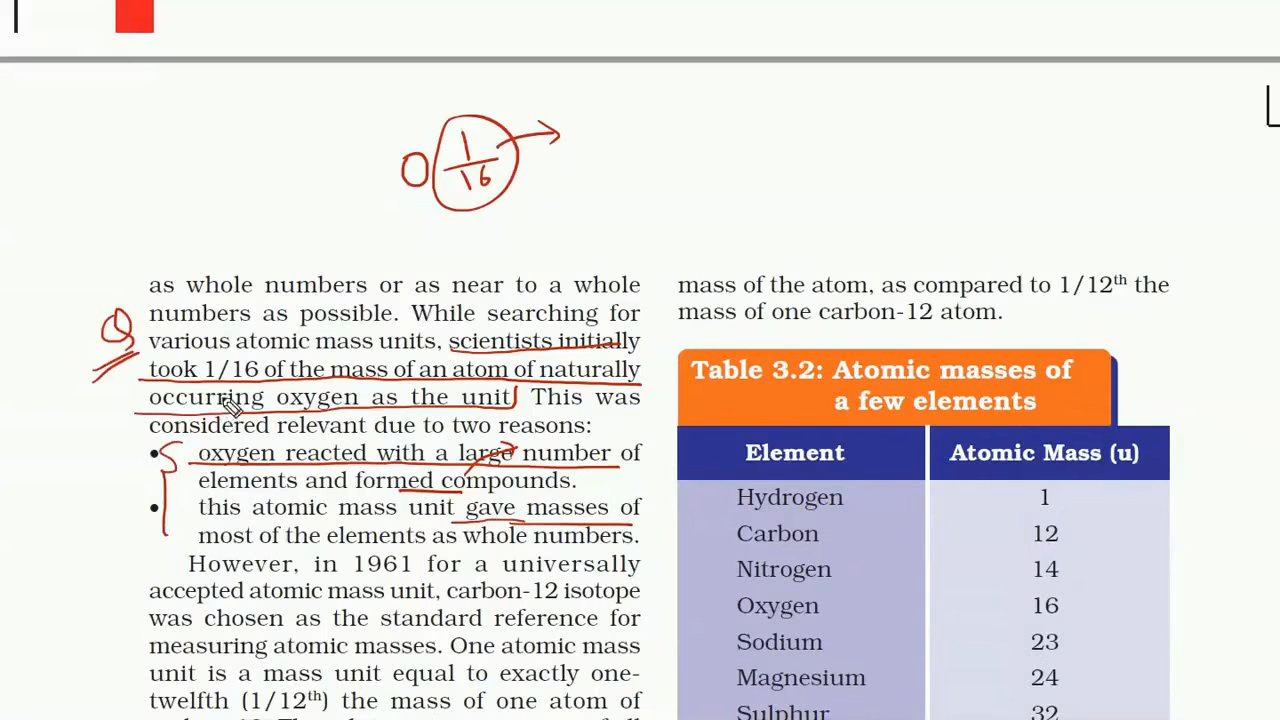 O 1/16
as whole numbers or as near to a whole
numbers as possible. While searching for
various atomic mass units, scientists initially
took 1/16 of the mass of an atom of naturally
occurring oxygen as the unit. This was
considered relevant due to two reasons:
• oxygen reacted with a large number of
elements and formed compounds.
• this atomic mass unit gave masses of
most of the elements as whole numbers.
However, in 1961 for a universally
accepted atomic mass unit, carbon-12 isotope
was chosen as the standard reference for
measuring atomic masses. One atomic mass
unit is a mass unit equal to exactly one-
twelfth (1/12th) the mass of one atom of
Q
mass of the atom, as compared to 1/12th the
mass of one carbon-12 atom.
Table 3.2: Atomic masses of
a few elements
Element Atomic Mass (u)
Hydrogen 1
Carbon 12
Nitrogen 14
Oxygen 16
Sodium 23
Magnesium 24
Sulphur 32